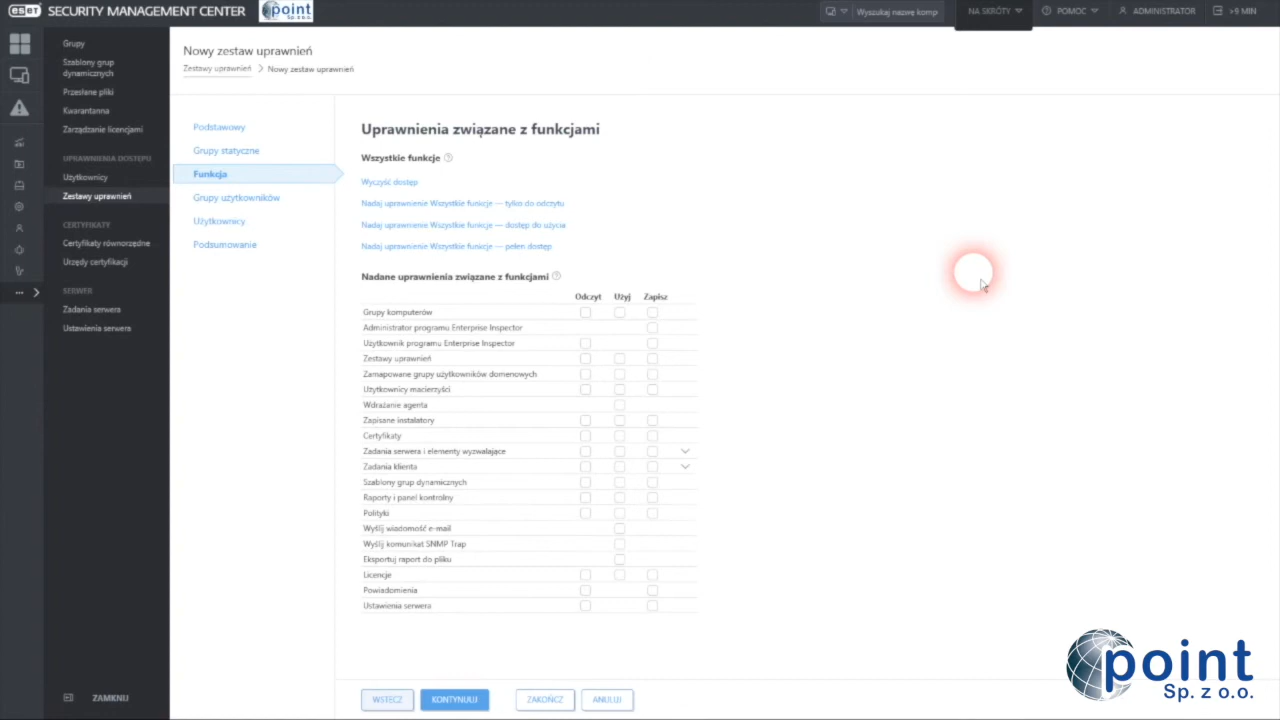 eset SECURITY MANAGEMENT CENTER
point
Sp. z o.o.
Wyszukaj nazwę komp
NA SKRÓTY
POMOC
ADMINISTRATOR
>9 MIN
Grupy
Szablony grup
dynamicznych
Przesłane pliki
Kwarantanna
Zarządzanie licencjami
UPRAWNIENIA DOSTĘPU
Użytkownicy
Zestawy uprawnień
CERTYFIKATY
Certyfikaty równorzędne
Urzędy certyfikacji
SERWER
Zadania serwera
Ustawienia serwera
ZAMKNIJ
Nowy zestaw uprawnień
Zestawy uprawnień > Nowy zestaw uprawnień
Podstawowy
Grupy statyczne
Funkcja
Grupy użytkowników
Użytkownicy
Podsumowanie
Uprawnienia związane z funkcjami
Wszystkie funkcje
Wyczyść dostęp
Nadaj uprawnienie Wszystkie funkcje — tylko do odczytu
Nadaj uprawnienie Wszystkie funkcje — dostęp do użycia
Nadaj uprawnienie Wszystkie funkcje — pełen dostęp
Nadane uprawnienia związane z funkcjami
Odczyt Użyj Zapisz
Grupy komputerów
Administrator programu Enterprise Inspector
Użytkownik programu Enterprise Inspector
Zestawy uprawnień
Zamapowane grupy użytkowników domenowych
Użytkownicy macierzyści
Wdrażanie agenta
Zapisane instalatory
Certyfikaty
Zadania serwera i elementy wyzwalające
Zadania klienta
Szablony grup dynamicznych
Raporty i panel kontrolny
Polityki
Wyślij wiadomość e-mail
Wyślij komunikat SNMP Trap
Eksportuj raport do pliku
Licencje
Powiadomienia
Ustawienia serwera
WSTECZ
KONTYNUUJ
ZAKOŃCZ
ANULUJ
point
Sp. z o.o.